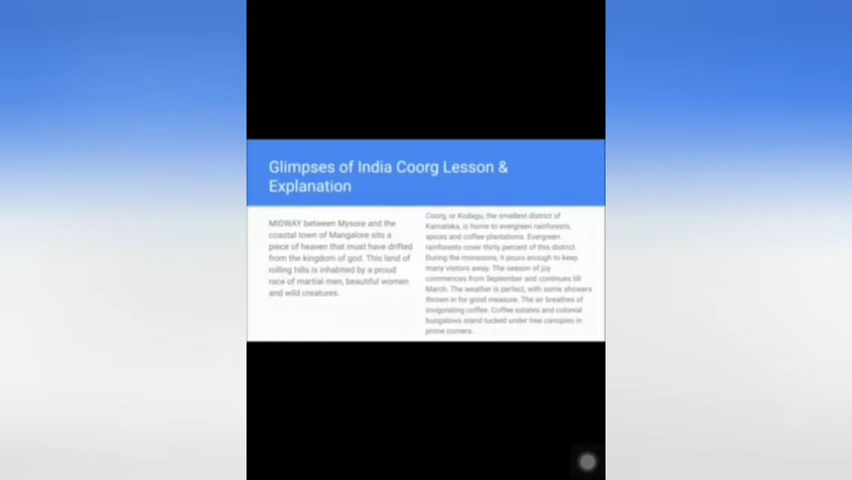 Glimpses of India Coorg Lesson &
Explanation
MIDWAY between Mysore and the
coastal town of Mangalore sits a
piece of heaven that must have drifted
from the kingdom of god. This land of
rolling hills is inhabited by a proud
race of martial men, beautiful women
and wild creatures.
Coorg, or Kodagu, the smallest district of
Karnataka, is home to evergreen rainforests,
spices and coffee plantations. Evergreen
rainforests cover thirty percent of this district.
During the monsoons, it pours enough to keep
many visitors away. The season of joy
commences from September and continues till
March. The weather is perfect, with some showers
thrown in for good measure. The air breathes of
invigorating coffee. Coffee estates and colonial
bungalows stand tucked under tree canopies in
prime corners.